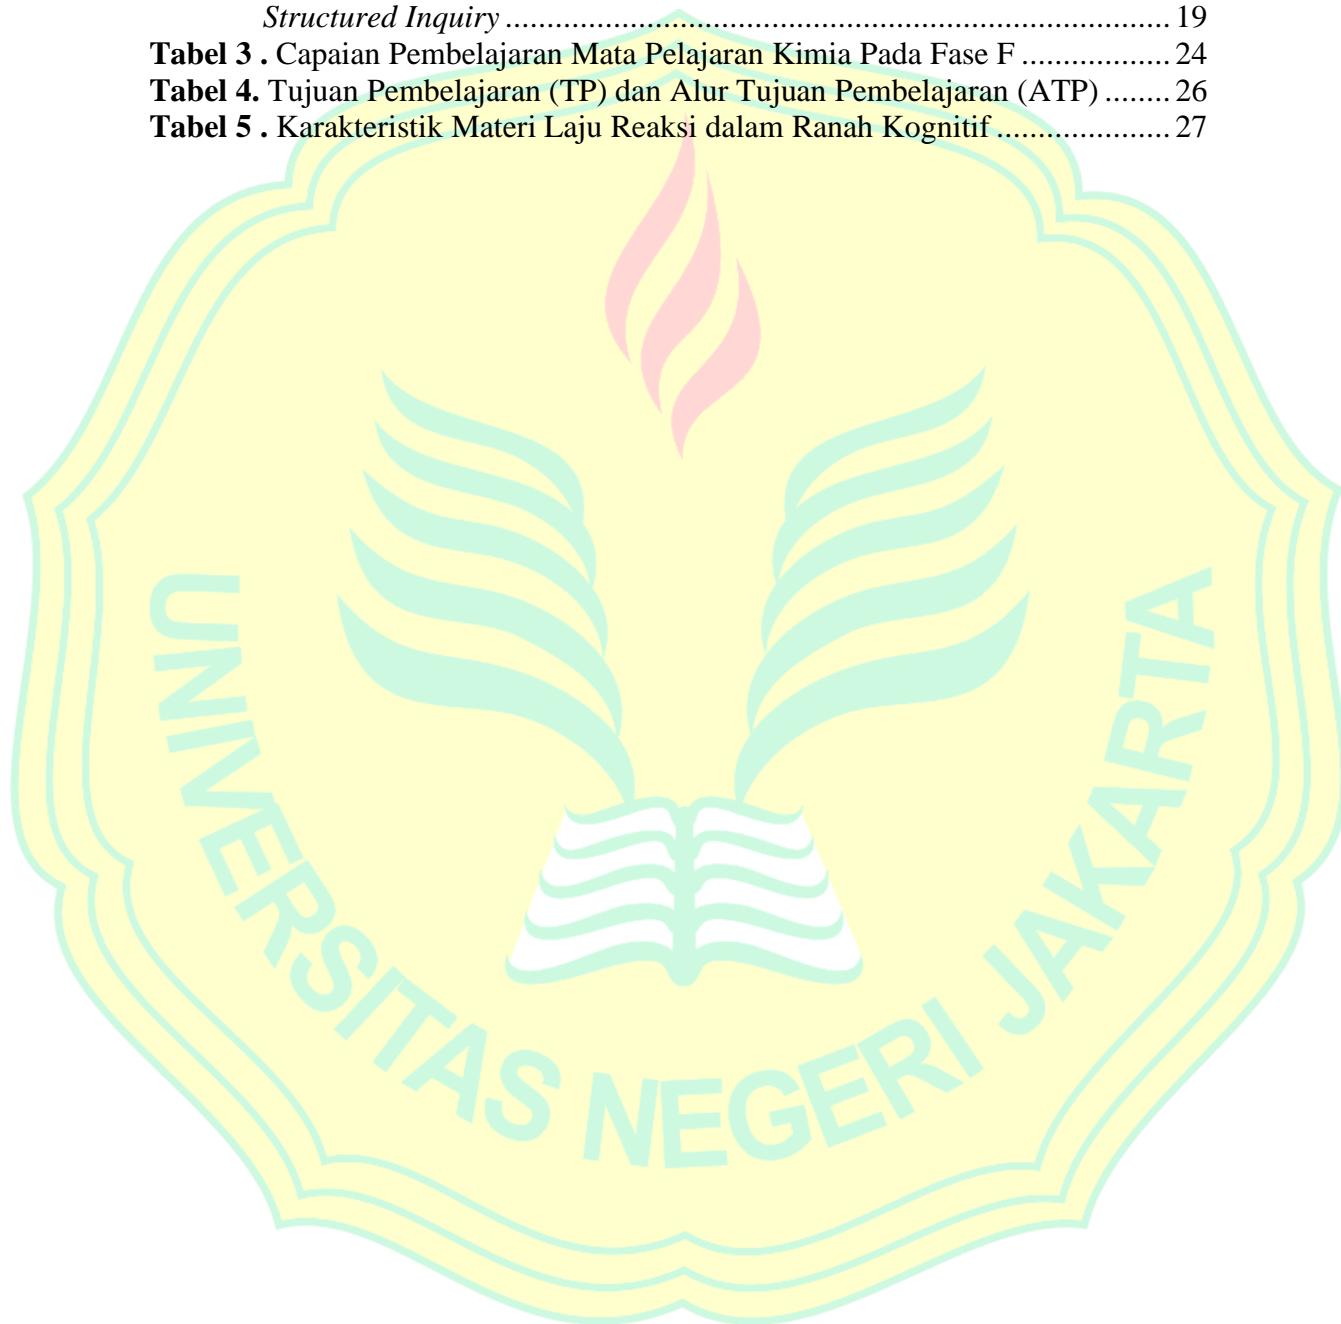 Structured Inquiry .................................................................................... 19
Tabel 3 . Capaian Pembelajaran Mata Pelajaran Kimia Pada Fase F .................. 24
Tabel 4. Tujuan Pembelajaran (TP) dan Alur Tujuan Pembelajaran (ATP) ........ 26
Tabel 5 . Karakteristik Materi Laju Reaksi dalam Ranah Kognitif ..................... 27
UNIVERSITAS NEGERI JAKARTA